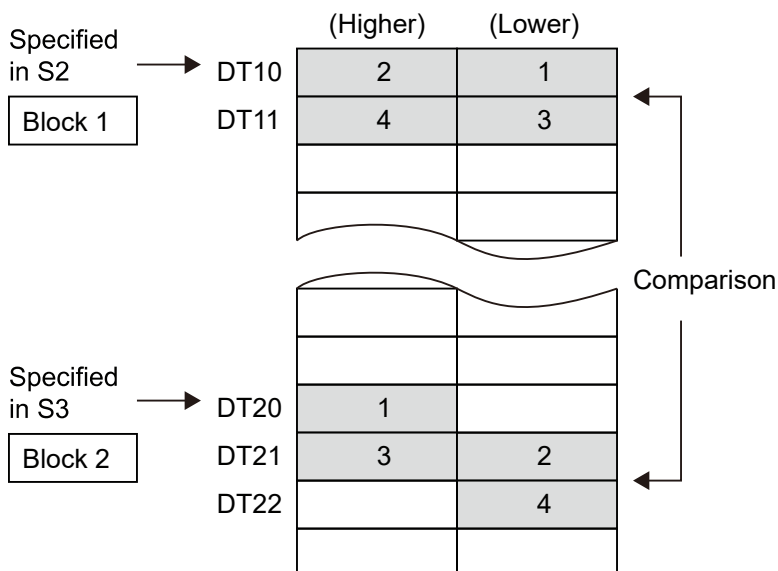 (Higher) (Lower)
Specified
in S2
DT10 2 1
Block 1
DT11 4 3
Comparison
Specified
in S3
DT20 1
Block 2
DT21 3 2
DT22 4